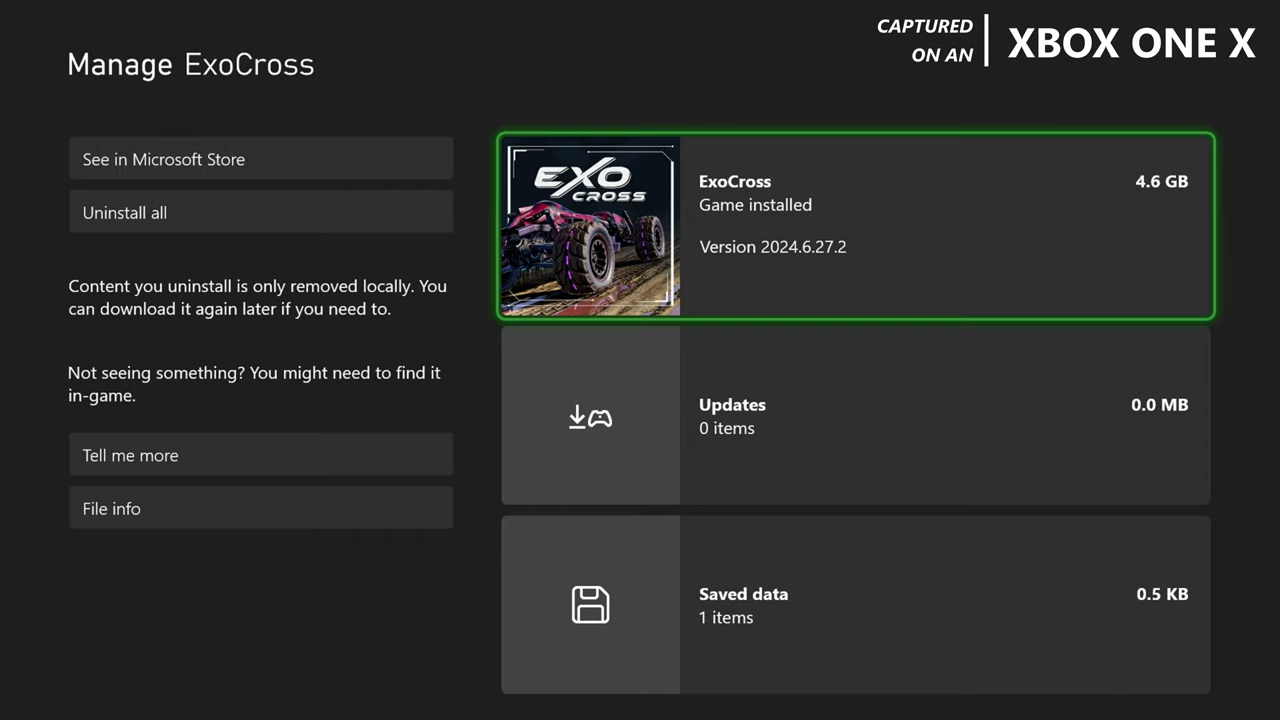 CAPTURED
ON AN
XBOX ONE X
Manage ExoCross
See in Microsoft Store
Uninstall all
Content you uninstall is only removed locally. You
can download it again later if you need to.
Not seeing something? You might need to find it
in-game.
Tell me more
File info
EXO
CROSS
ExoCross
4.6 GB
Game installed
Version 2024.6.27.2
Updates
0.0 MB
0 items
Saved data
0.5 KB
1 items